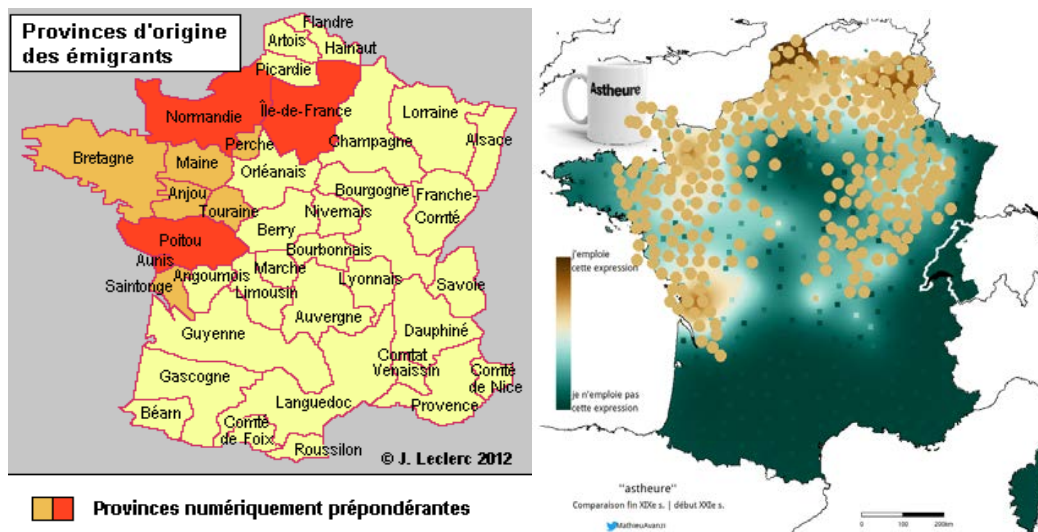 Provinces d'origine
des émigrants
Flandre
Artois
Hainaut
Picardie
Normandie
Île-de-France
Lorraine
Perche
Champagne
Alsace
Bretagne
Maine
Orléanais
Anjou
Bourgogne
Franche-
Comté
Touraine
Nivernais
Berry
Poitou
Bourbonnais
Aunis
Marche
Angoumois
Saintonge
Limousin
Lyonnais
Savoie
Auvergne
Guyenne
Dauphiné
Comtat
Venaissin
Comté
de Nice
Gascogne
Languedoc
Provence
Béarn
Comté
de Foix
Roussillon
© J. Leclerc 2012
Provinces numériquement prépondérantes
Astheure
j'emploie
cette expression
je n'emploie pas
cette expression
"astheure"
Comparaison fin XIXe s. | début XXIe s.
MathieuAvanzi
0 100 200km